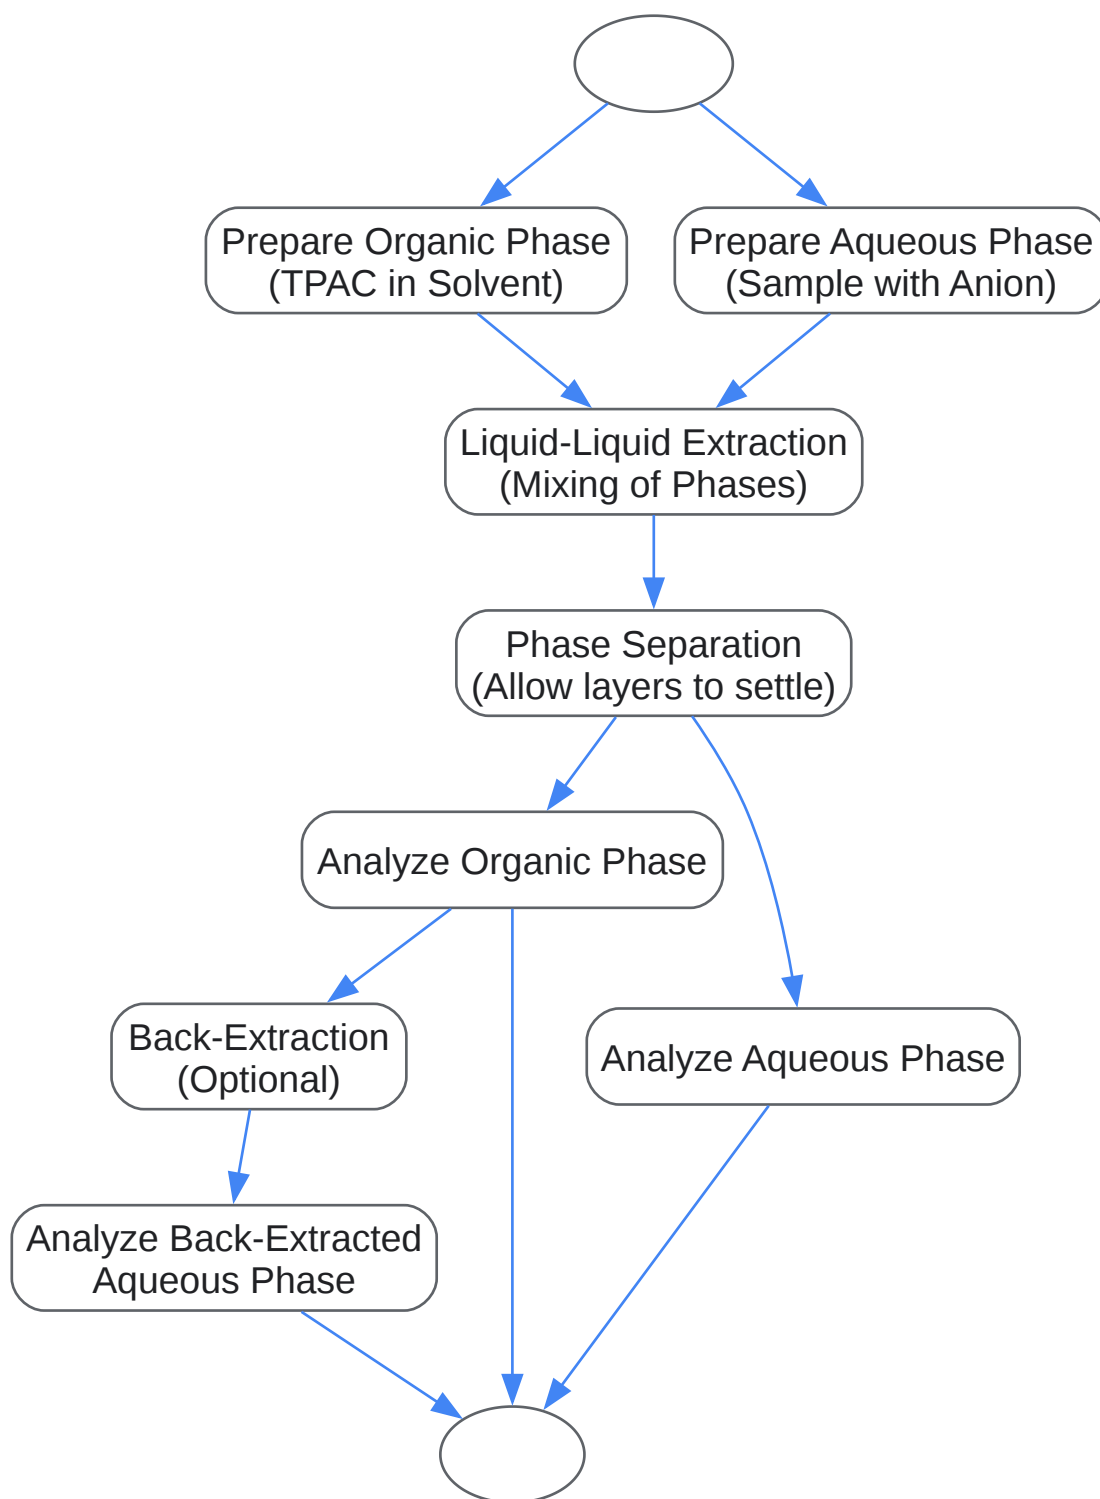 Prepare Organic Phase
(TPAC in Solvent)
Prepare Aqueous Phase
(Sample with Anion)
Liquid-Liquid Extraction
(Mixing of Phases)
Phase Separation
(Allow layers to settle)
Analyze Organic Phase
Back-Extraction
(Optional)
Analyze Aqueous Phase
Analyze Back-Extracted
Aqueous Phase